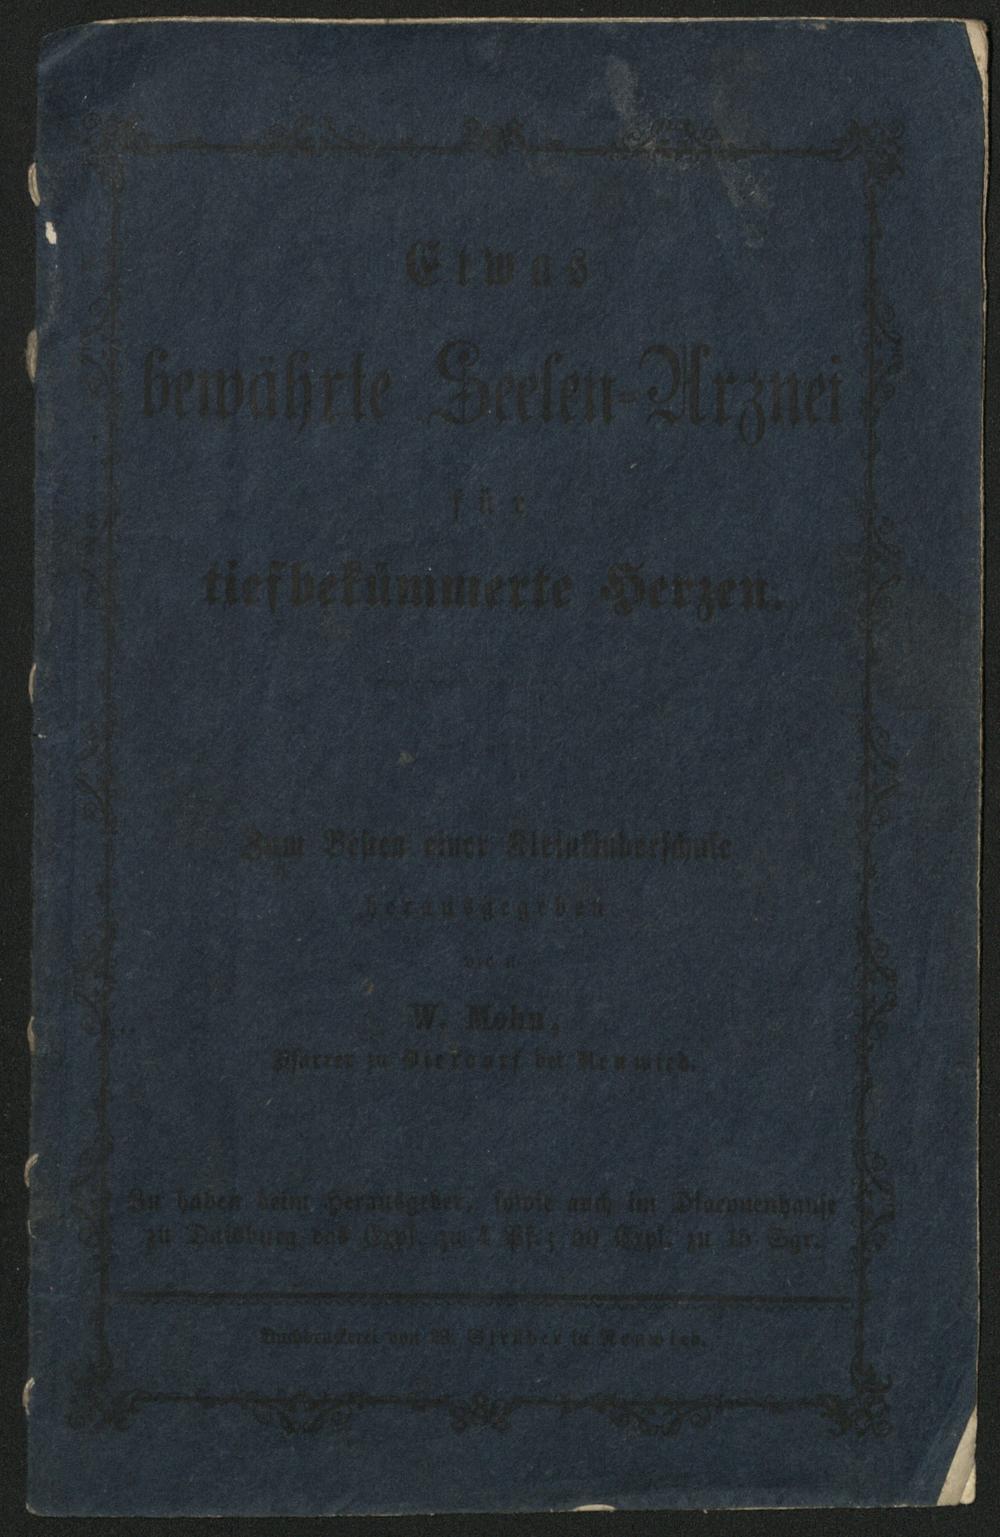 Etwas
bewährte Seelen-Arznei
für
tiefbekümmerte Herzen.
Zum Besten einer Kleinkinderschule
herausgegeben
von
W. Mohn,
Pfarrer zu Dierdorf bei Neuwied.
Zu haben beim Herausgeber, sowie auch im Diaconenhause
zu Duisburg das Expl. zu 4 Pf.; 50 Expl. zu 15 Sgr.
Buchdruckerei von W. Strüder in Neuwied.